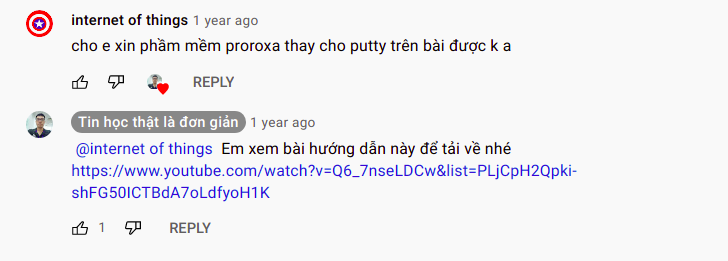 internet of things 1 year ago
cho e xin phầm mềm proroxa thay cho putty trên bài được k a
REPLY
Tin học thật là đơn giản 1 year ago
@internet of things Em xem bài hướng dẫn này để tải về nhé
https://www.youtube.com/watch?v=Q6_7nseLDCw&list=PLjCpH2Qpki-
shFG50ICTBdA7oLdfyoH1K
1 REPLY